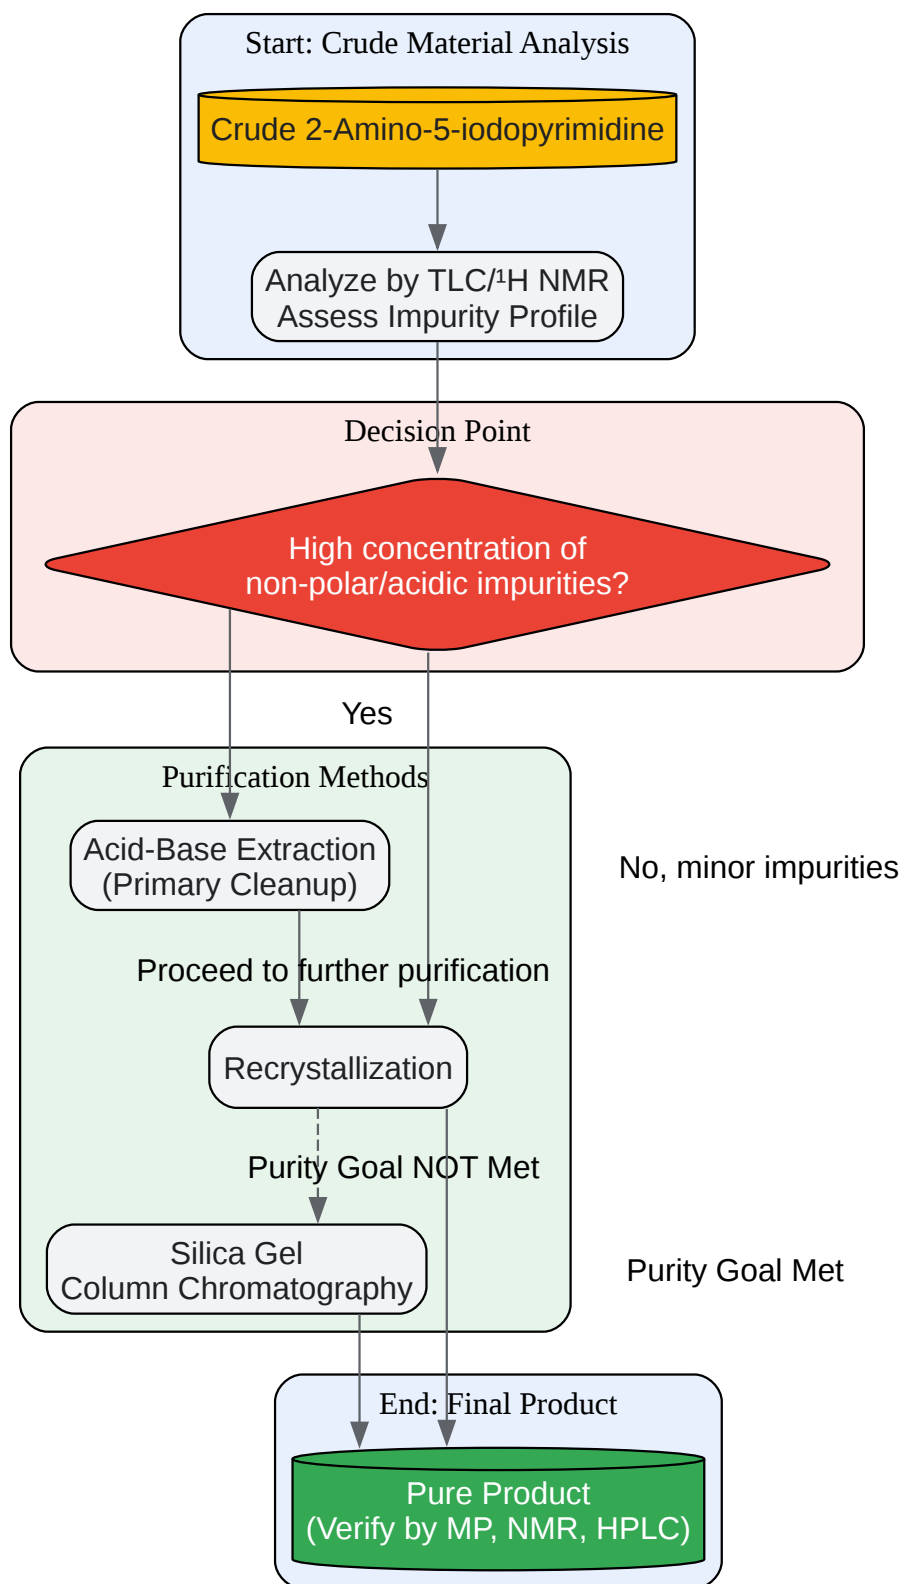 Start: Crude Material Analysis
Crude 2-Amino-5-iodopyrimidine
Analyze by TLC/¹H NMR
Assess Impurity Profile
Decision Point
High concentration of
non-polar/acidic impurities?
Yes
Purification Methods
Acid-Base Extraction
(Primary Cleanup)
No, minor impurities
Proceed to further purification
Recrystallization
Purity Goal NOT Met
Silica Gel
Column Chromatography
Purity Goal Met
End: Final Product
Pure Product
(Verify by MP, NMR, HPLC)